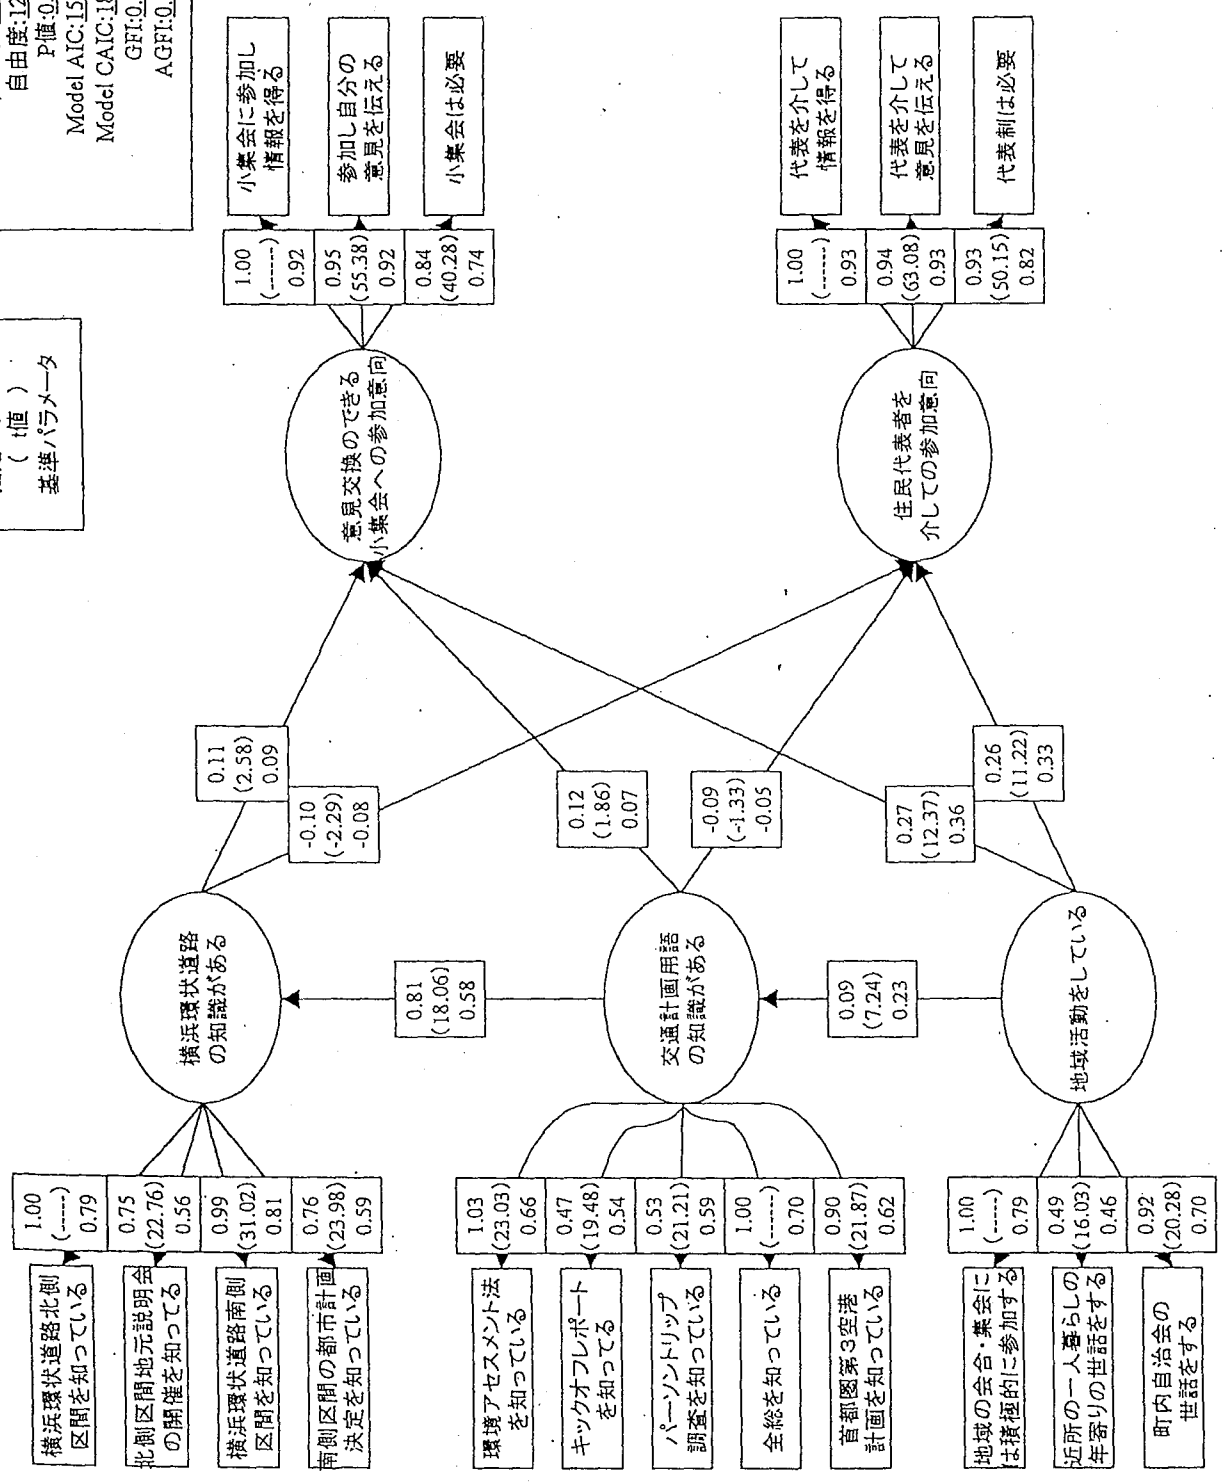 自由度:12
P値:0.
Model AIC:15
Model CAIC:18
GFI:0.
AGFI:0.
( t値 )
基準パラメータ
横浜環状道路北側
区間を知っている
北側区間地元説明会
の開催を知ってる
横浜環状道路南側
区間を知っている
南側区間の都市計画
決定を知っている
1.00
(-----)
0.79
0.75
(22.76)
0.56
0.99
(31.02)
0.81
0.76
(23.98)
0.59
横浜環状道路
の知識がある
環境アセスメント法
を知っている
キックオフレポート
を知ってる
パーソントリップ
調査を知っている
全総を知っている
首都圏第3空港
計画を知っている
1.03
(23.03)
0.66
0.47
(19.48)
0.54
0.53
(21.21)
0.59
1.00
(-----)
0.70
0.90
(21.87)
0.62
交通計画用語
の知識がある
地域の会合・集会に
は積極的に参加する
近所の一人暮らしの
年寄りの世話をする
町内自治会の
世話をする
1.00
(-----)
0.79
0.49
(16.03)
0.46
0.92
(20.28)
0.70
地域活動をしている
0.81
(18.06)
0.58
0.09
(7.24)
0.23
0.11
(2.58)
0.09
-0.10
(-2.29)
-0.08
0.12
(1.86)
0.07
-0.09
(-1.33)
-0.05
0.27
(12.37)
0.36
0.26
(11.22)
0.33
意見交換のできる
小集会への参加意向
1.00
(-----)
0.92
0.95
(55.38)
0.92
0.84
(40.28)
0.74
小集会に参加し
情報を得る
参加し自分の
意見を伝える
小集会は必要
住民代表者を
介しての参加意向
1.00
(-----)
0.93
0.94
(63.08)
0.93
0.93
(50.15)
0.82
代表を介して
情報を得る
代表を介して
意見を伝える
代表制は必要